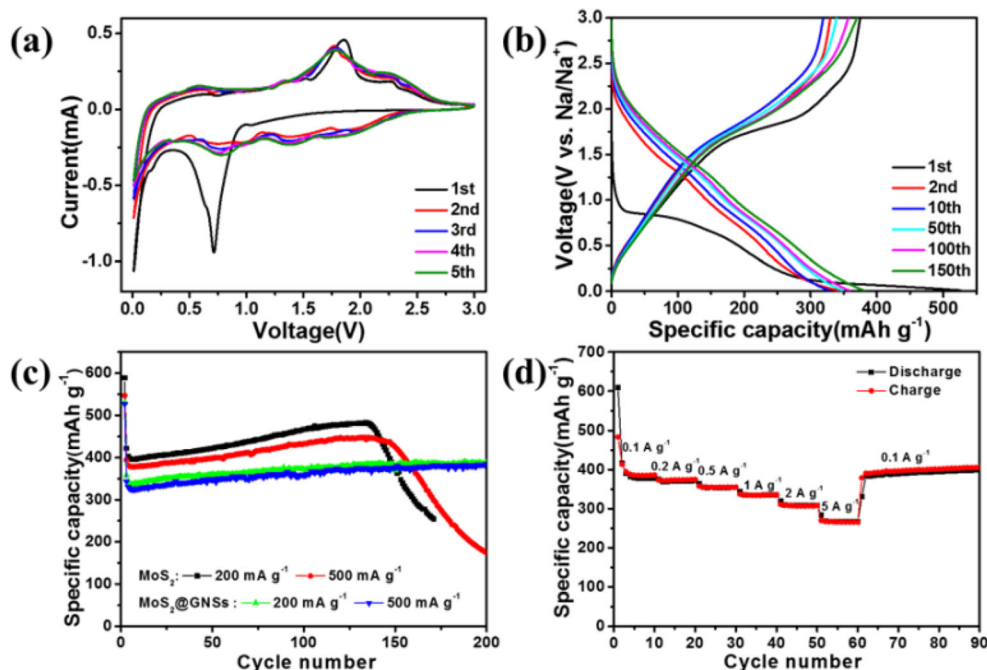 (a)
0.5
0.0
-0.5
-1.0
Current(mA)
1st
2nd
3rd
4th
5th
0.0 0.5 1.0 1.5 2.0 2.5 3.0
Voltage(V)
(b)
3.0
2.5
2.0
1.5
1.0
0.5
0.0
Voltage(V vs. Na/Na⁺)
1st
2nd
10th
50th
100th
150th
0 100 200 300 400 500
Specific capacity(mAh g⁻¹)
(c)
600
500
400
300
200
100
0
Specific capacity(mAh g⁻¹)
MoS₂: 200 mA g⁻¹ 500 mA g⁻¹
MoS₂@GNSs : 200 mA g⁻¹ 500 mA g⁻¹
0 50 100 150 200
Cycle number
(d)
700
600
500
400
300
200
100
0
Specific capacity(mAh g⁻¹)
Discharge
Charge
0.1 A g⁻¹
0.2 A g⁻¹
0.5 A g⁻¹
1 A g⁻¹
2 A g⁻¹
5 A g⁻¹
0.1 A g⁻¹
0 10 20 30 40 50 60 70 80 90
Cycle number